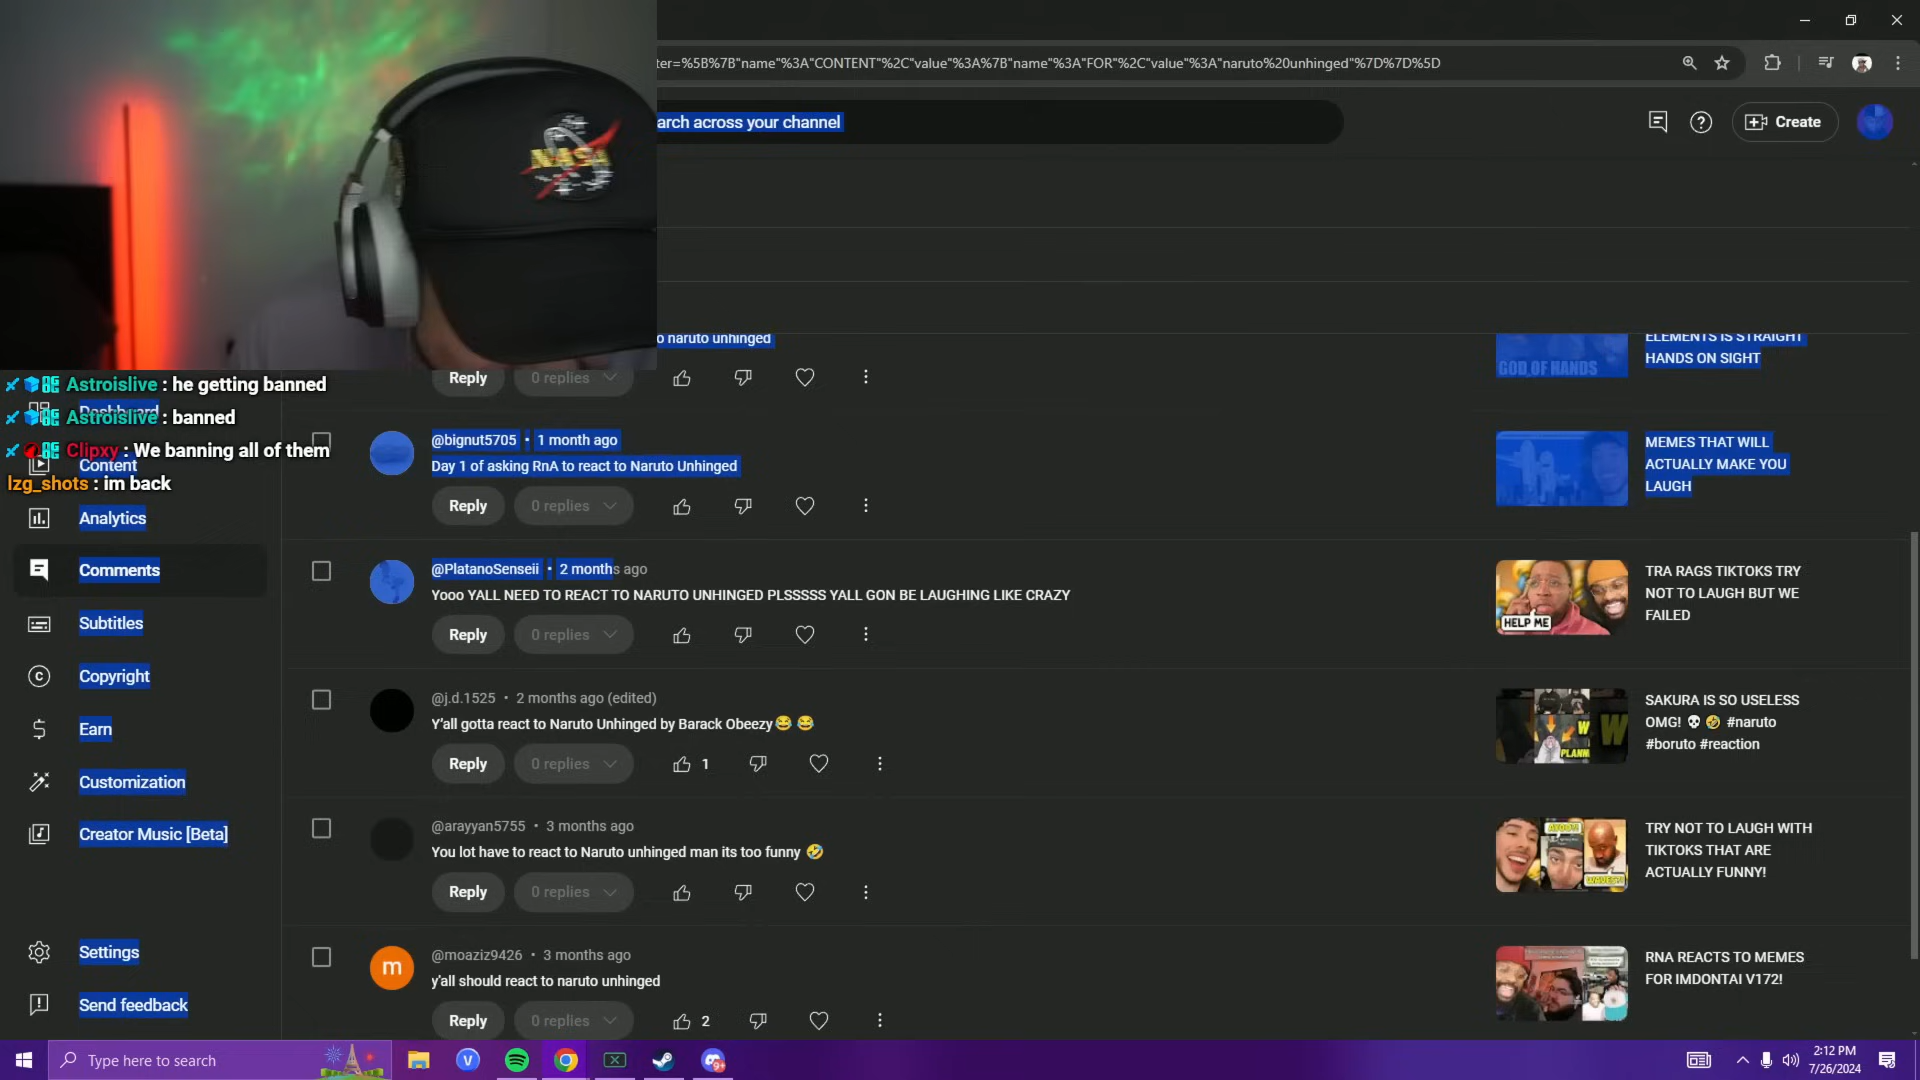 ter=%5B%7B"name"%3A"CONTENT"%2C"value"%3A%7B"name"%3A"FOR"%2C"value"%3A"naruto%20unhinged"%7D%7D%5D
NASA
arch across your channel
Create
o naruto unhinged
ELEMENTS IS STRAIGHT
HANDS ON SIGHT
GOD OF HANDS
Reply
0 replies
Astroislive : he getting banned
Dashboard
Astroislive : banned
Clipxy : We banning all of them
Content
lzg_shots : im back
Analytics
Comments
Subtitles
Copyright
Earn
Customization
Creator Music [Beta]
Settings
Send feedback
@bignut5705 • 1 month ago
Day 1 of asking RnA to react to Naruto Unhinged
Reply
0 replies
MEMES THAT WILL
ACTUALLY MAKE YOU
LAUGH
@PlatanoSenseii • 2 months ago
Yooo YALL NEED TO REACT TO NARUTO UNHINGED PLSSSSS YALL GON BE LAUGHING LIKE CRAZY
Reply
0 replies
HELP ME
TRA RAGS TIKTOKS TRY
NOT TO LAUGH BUT WE
FAILED
@j.d.1525 • 2 months ago (edited)
Y'all gotta react to Naruto Unhinged by Barack Obeezy😂 😂
Reply
0 replies
1
SAKURA IS SO USELESS
OMG! 💀 🤣 #naruto
#boruto #reaction
@arayyan5755 • 3 months ago
You lot have to react to Naruto unhinged man its too funny 🤣
Reply
0 replies
TRY NOT TO LAUGH WITH
TIKTOKS THAT ARE
ACTUALLY FUNNY!
m
@moaziz9426 • 3 months ago
y'all should react to naruto unhinged
Reply
0 replies
2
RNA REACTS TO MEMES
FOR IMDONTAI V172!
Type here to search
9+
2:12 PM
7/26/2024